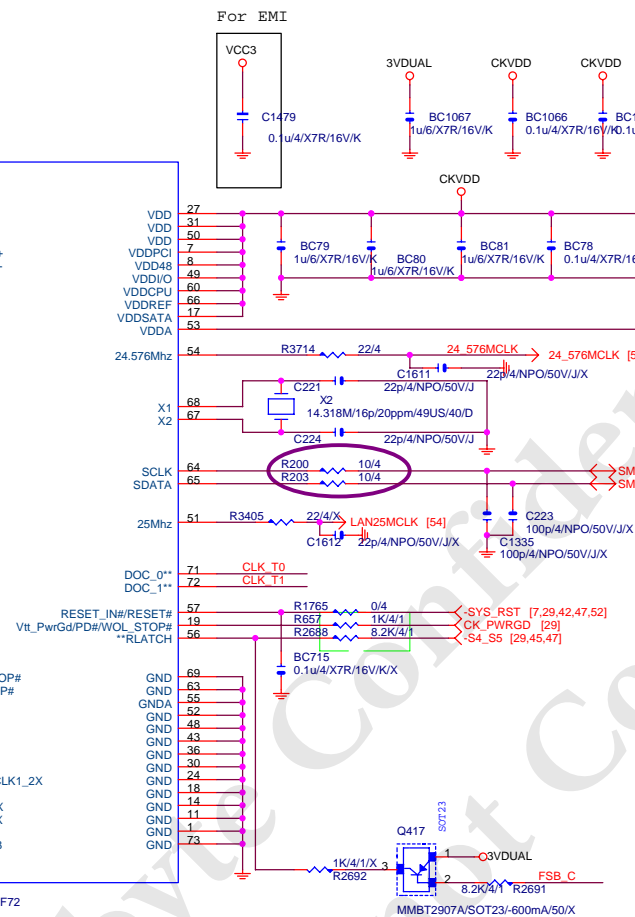 For EMI
VCC3
C1479
0.1u/4/X7R/16V/K
3VDUAL
BC1067
1u/6/X7R/16V/K
CKVDD
BC1066
0.1u/4/X7R/16V/K
CKVDD
CKVDD
VDD 27
VDD 31
VDD 50
VDDPCI 7
VDD48 8
VDDI/O 49
VDDCPU 60
VDDREF 66
VDDSATA 17
VDDA 53
BC79
1u/6/X7R/16V/K
BC80
1u/6/X7R/16V/K
BC81
1u/6/X7R/16V/K
BC78
0.1u/4/X7R/16
24.576Mhz 54
R3714 22/4
24_576MCLK
24_576MCLK [5
C1611
22p/4/NPO/50V/J/X
C221
22p/4/NPO/50V/J
X1 68
X2 67
X2
14.318M/16p/20ppm/49US/40/D
C224
22p/4/NPO/50V/J
SCLK 64
R200 10/4
SM
SDATA 65
R203 10/4
SM
C223
100p/4/NPO/50V/J/X
C1335
100p/4/NPO/50V/J/X
25Mhz 51
R3405 22/4/X
LAN25MCLK [54]
C1612
22p/4/NPO/50V/J/X
DOC_0** 71
CLK_T0
DOC_1** 72
CLK_T1
RESET_IN#/RESET# 57
R1765 0/4
-SYS_RST [7,29,42,47,52]
Vtt_PwrGd/PD#/WOL_STOP# 19
R657 1K/4/1
CK_PWRGD [29]
**RLATCH 56
R2688 8.2K/4/1
-S4_S5 [29,45,47]
BC715
0.1u/4/X7R/16V/K/X
OP#
P#
LK1_2X
X
X
GND 69
GND 63
GNDA 55
GND 52
GND 48
GND 43
GND 36
GND 30
GND 24
GND 18
GND 14
GND 11
GND 1
GND 73
F72
Q417
SOT23
1K/4/1/X 3
R2692
1 3VDUAL
2 FSB_C
8.2K/4/1 R2691
MMBT2907A/SOT23/-600mA/50/X